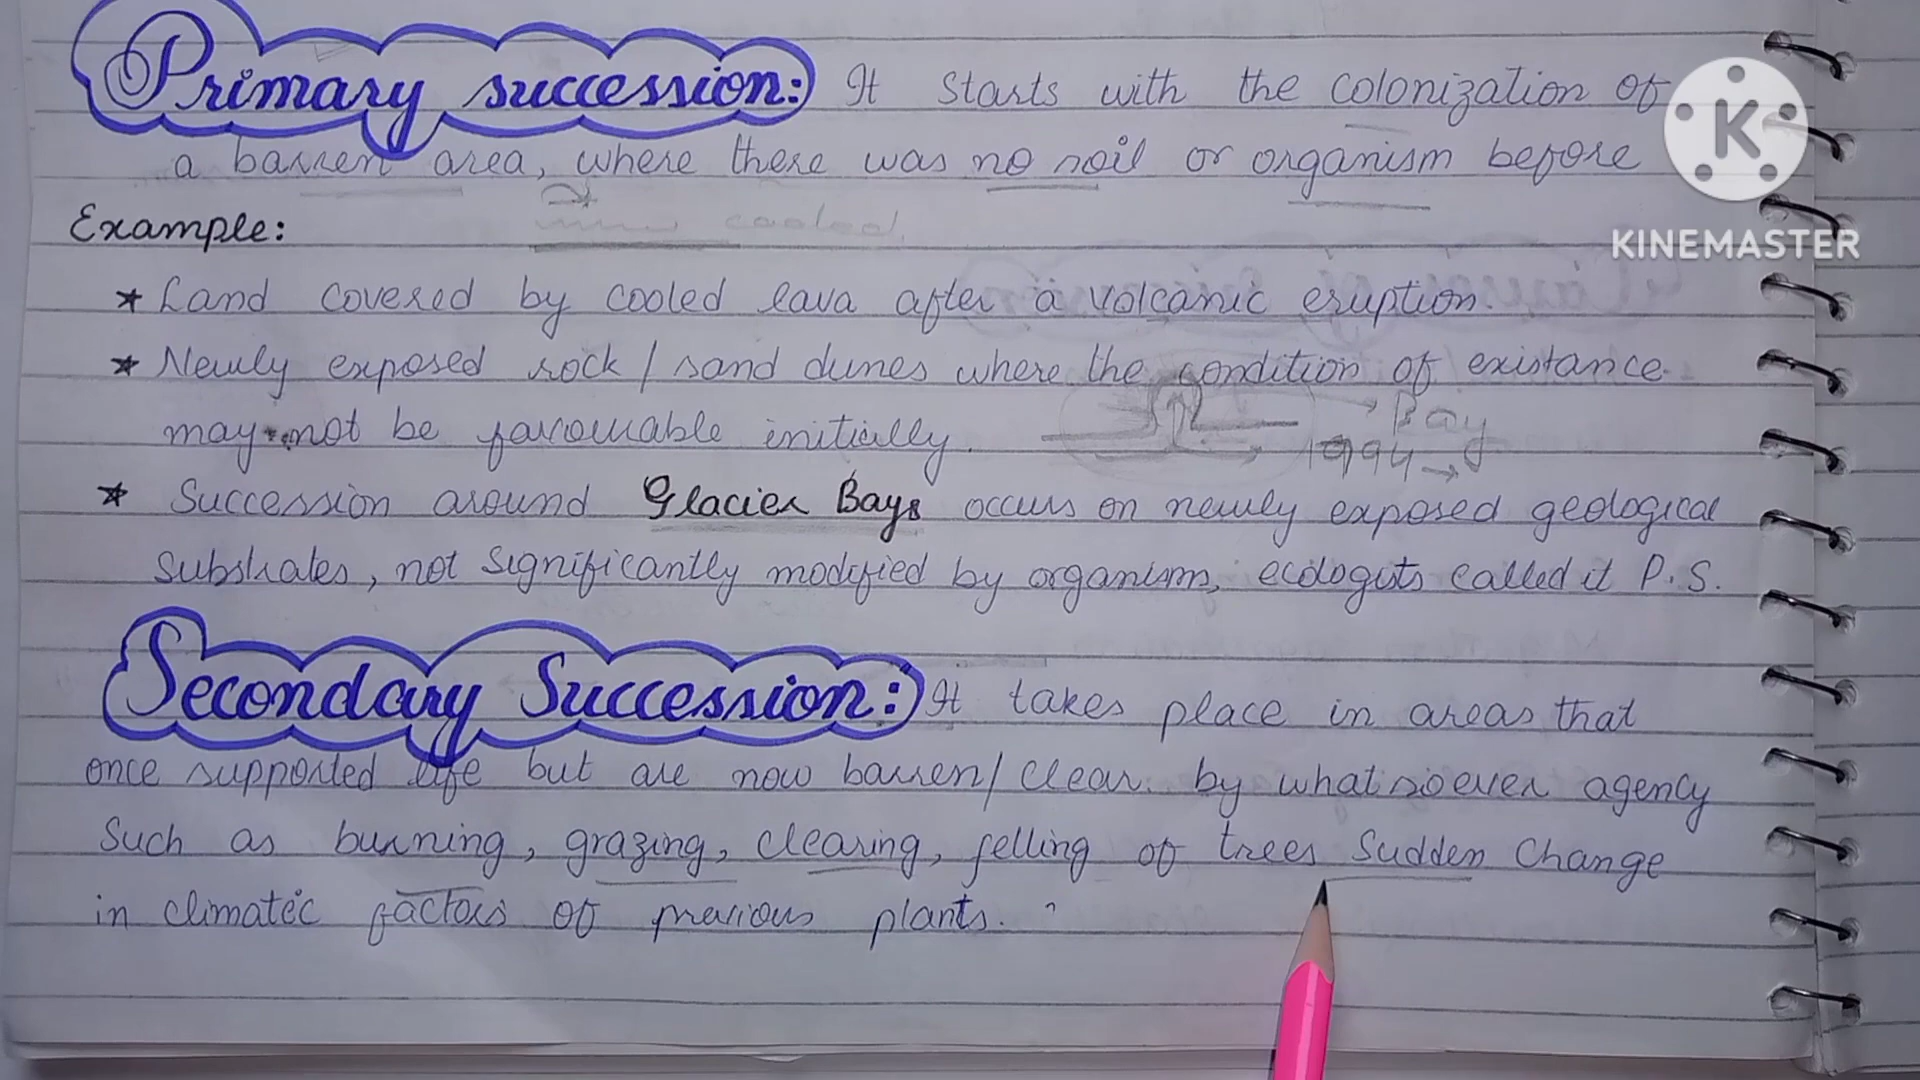 Primary succession: It starts with the colonization of
a barren area, where there was no soil or organism before
Example:
cooled
* Land covered by cooled lava after a volcanic eruption.
* Newly exposed rock / sand dunes where the condition of existance
may not be favouuable initially.
Bay
1994 →
* Succession around Glacier Bays occurs on newly exposed geological
substrates, not significantly modified by organism, ecologists called it P.S.
Secondary Succession: It takes place in areas that
once supported life but are now barren/clear by whatsoever agency
Such as burning, grazing, clearing, felling of trees Sudden Change
in climatic factors of previous plants.
K
KINEMASTER